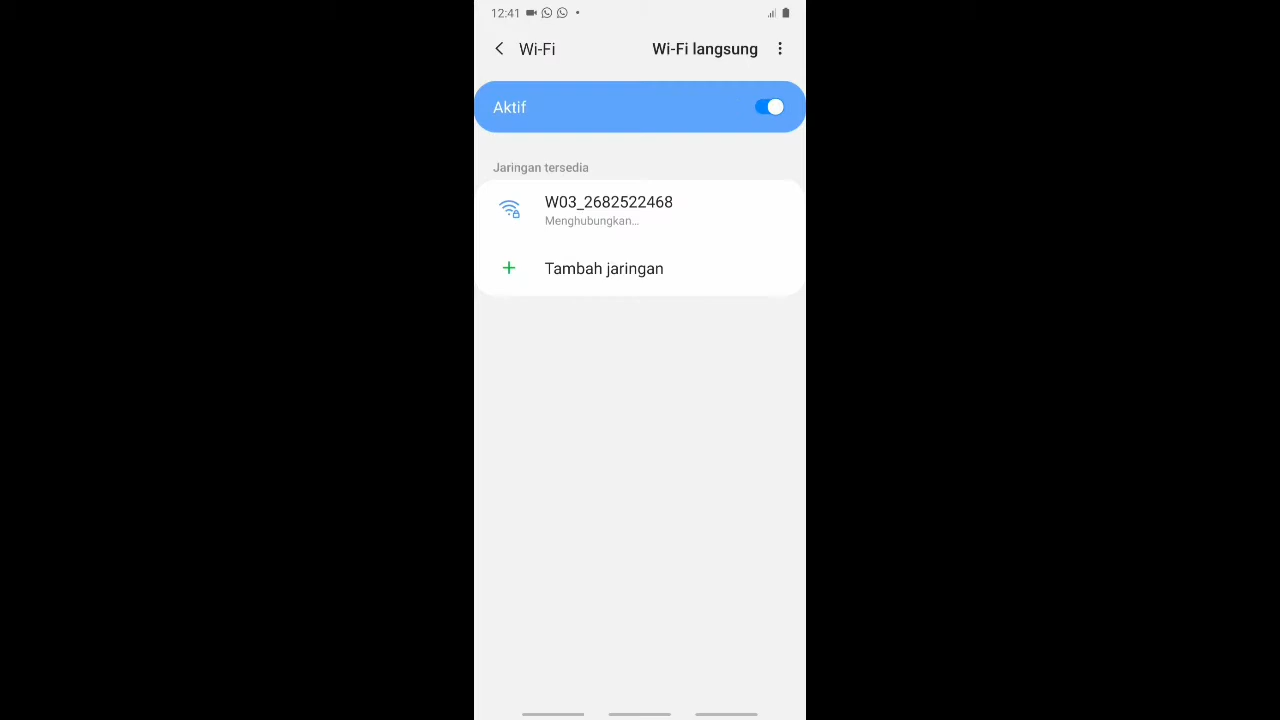 12:41
Wi-Fi
Wi-Fi langsung
Aktif
Jaringan tersedia
W03_2682522468
Menghubungkan...
Tambah jaringan